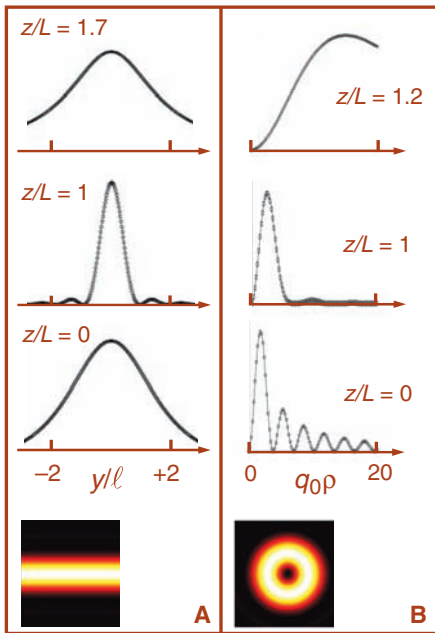 z/L = 1.7
z/L = 1
z/L = 0
–2 y/ℓ +2
A
z/L = 1.2
z/L = 1
z/L = 0
0 q₀ρ 20
B